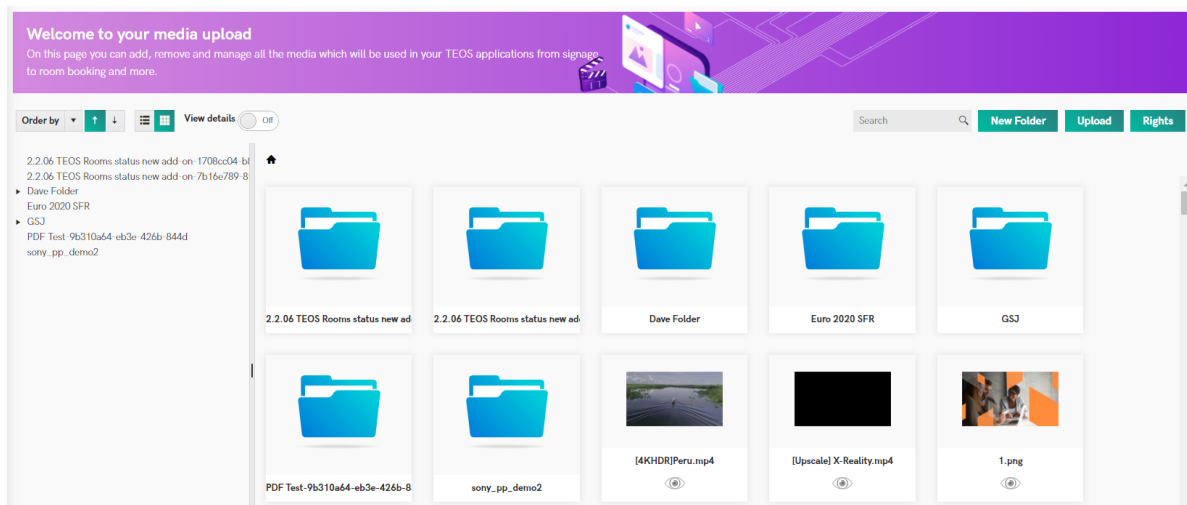 Welcome to your media upload
On this page you can add, remove and manage all the media which will be used in your TEOS applications from signage
to room booking and more.
Order by
View details
Off
Search
New Folder
Upload
Rights
2.2.06 TEOS Rooms status new add-on-1708cc04-b
2.2.06 TEOS Rooms status new add-on-7b16e789-8
Dave Folder
Euro 2020 SFR
GSJ
PDF Test-9b310a64-eb3e-426b-844d
sony_pp_demo2
2.2.06 TEOS Rooms status new ad
2.2.06 TEOS Rooms status new ad
Dave Folder
Euro 2020 SFR
GSJ
PDF Test-9b310a64-eb3e-426b-8
sony_pp_demo2
[4KHDR]Peru.mp4
[Upscale] X-Reality.mp4
1.png